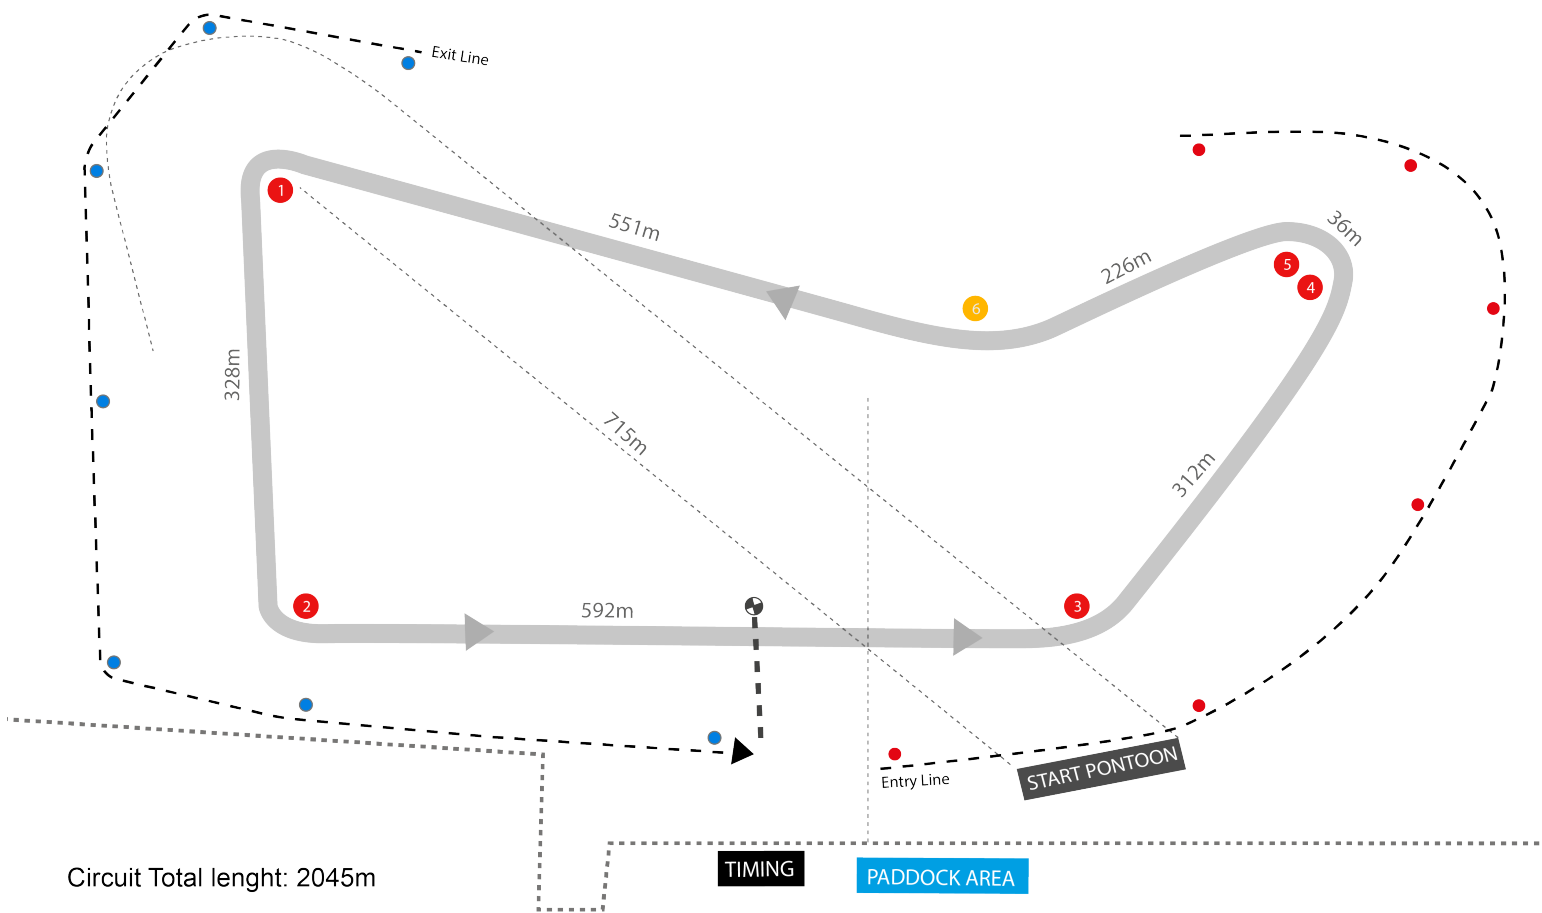 Exit Line
36m
1
551m
226m
5
4
6
328m
715m
312m
2
592m
3
START PONTOON
Entry Line
TIMING
PADDOCK AREA
Circuit Total lenght: 2045m